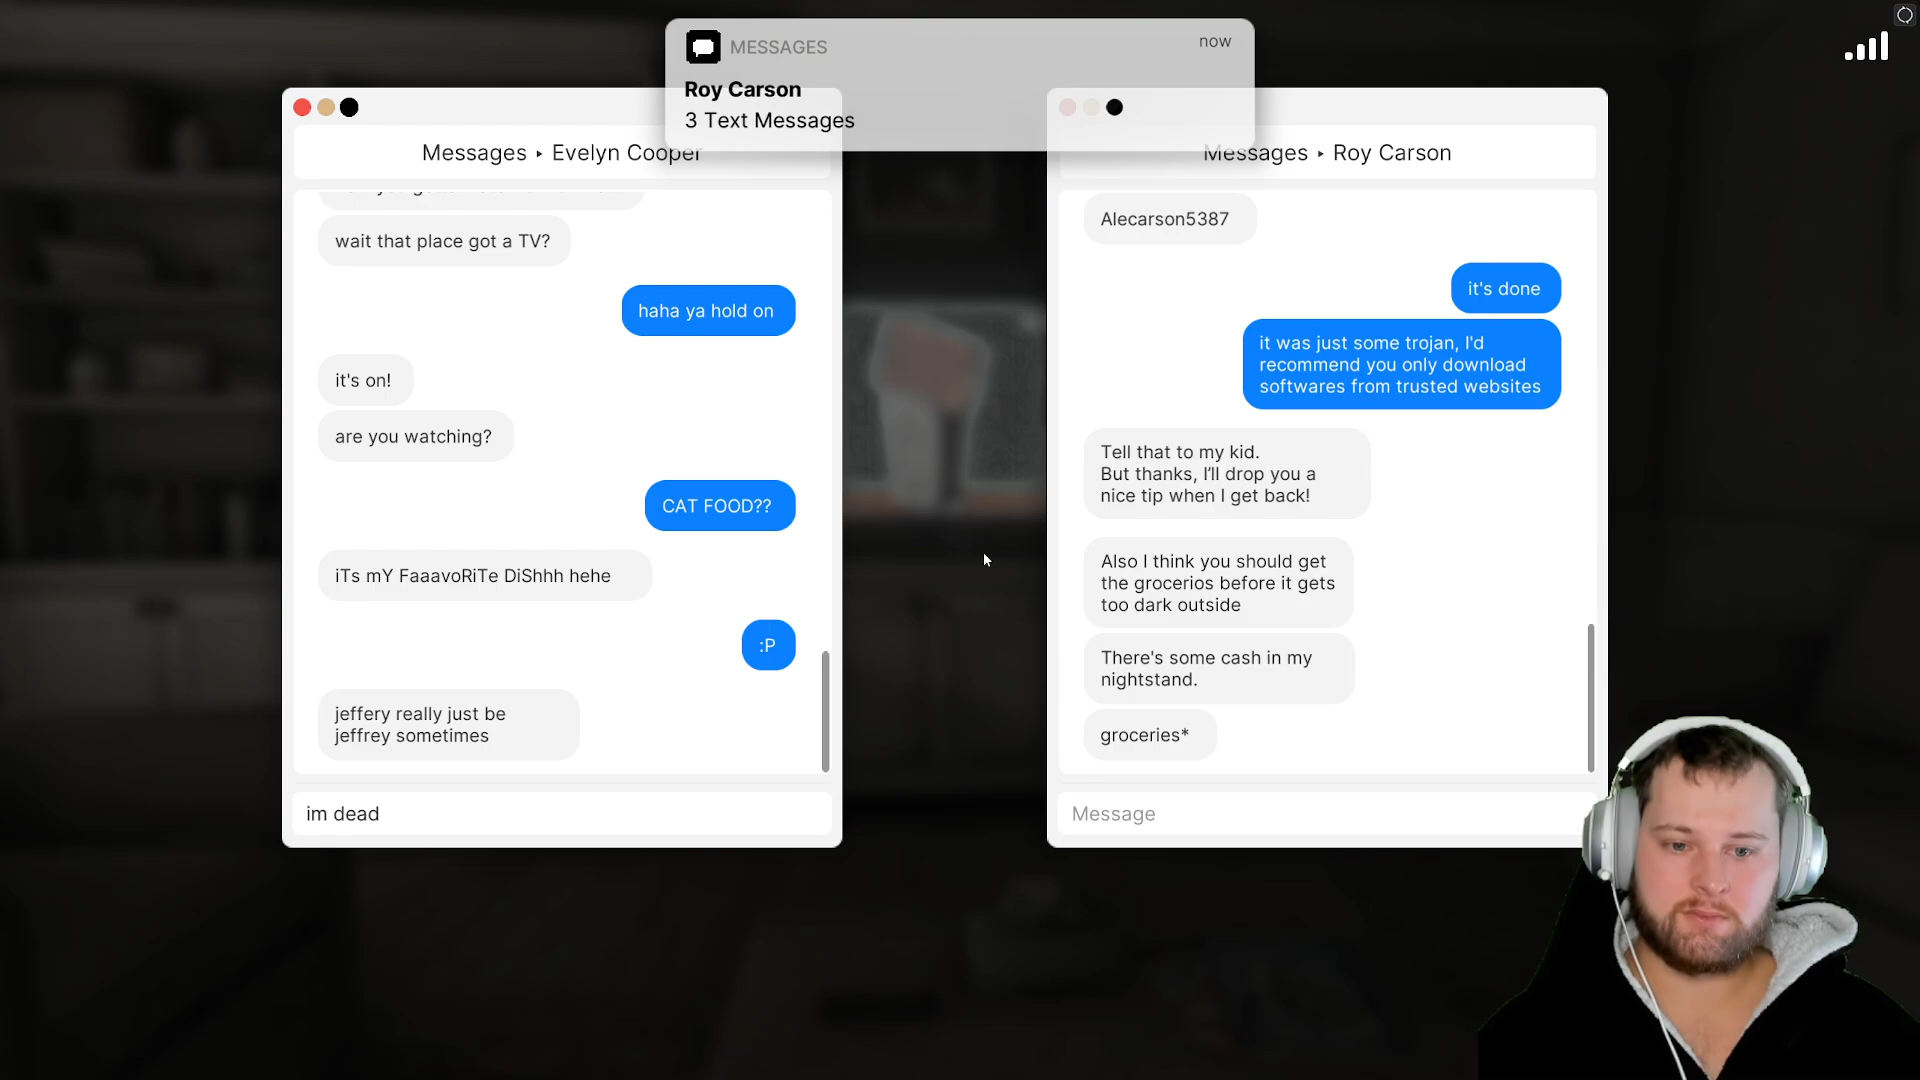 MESSAGES
now
Roy Carson
3 Text Messages
Messages ‣ Evelyn Cooper
wait that place got a TV?
haha ya hold on
it's on!
are you watching?
CAT FOOD??
iTs mY FaaavoRiTe DiShhh hehe
:P
jeffery really just be
jeffrey sometimes
im dead
Messages ‣ Roy Carson
Alecarson5387
it's done
it was just some trojan, I'd
recommend you only download
softwares from trusted websites
Tell that to my kid.
But thanks, I'll drop you a
nice tip when I get back!
Also I think you should get
the grocerios before it gets
too dark outside
There's some cash in my
nightstand.
groceries*
Message